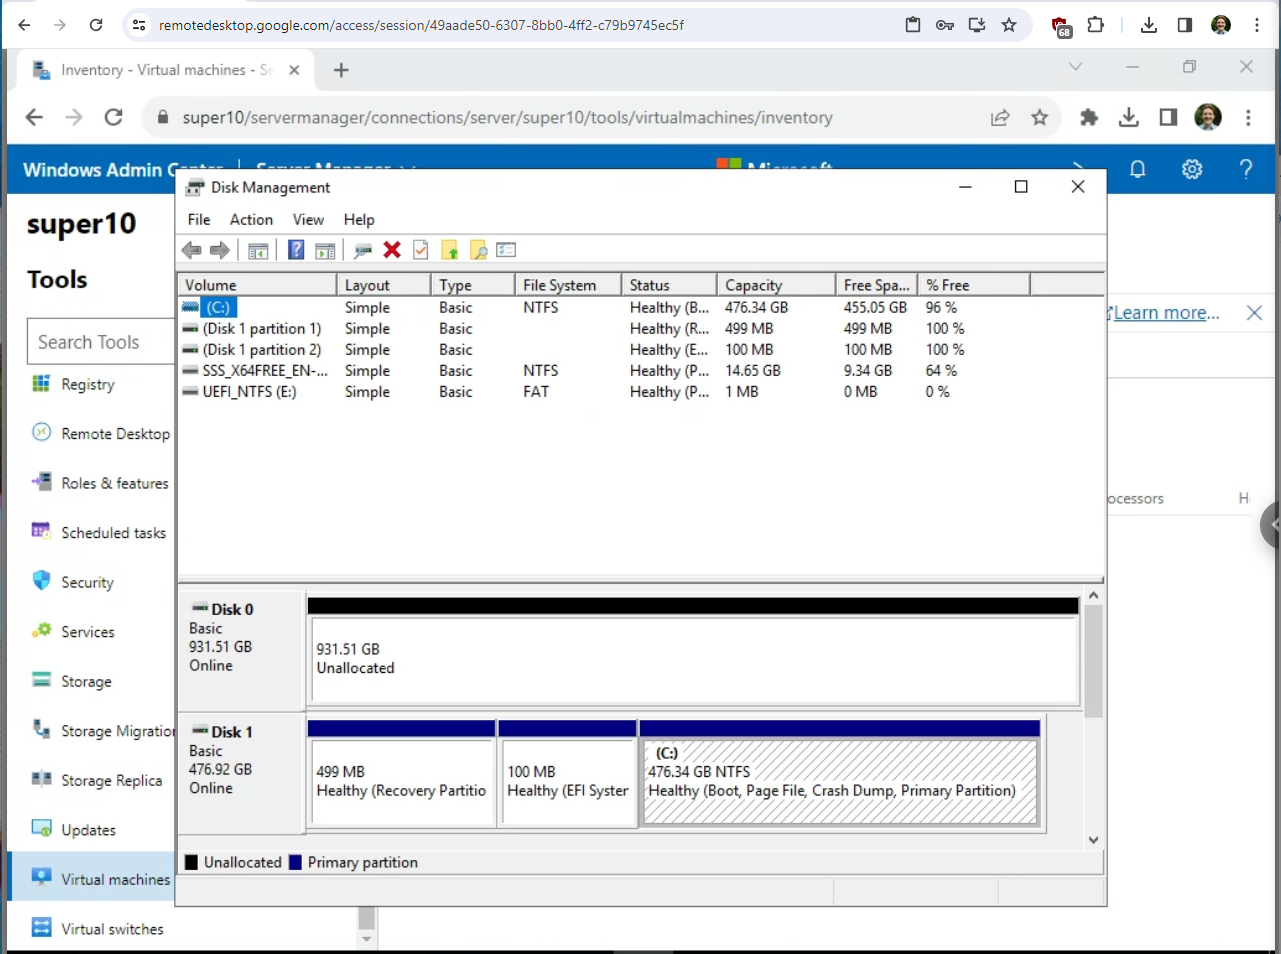 remotedesktop.google.com/access/session/49aade50-6307-8bb0-4ff2-c79b9745ec5f
68
Inventory - Virtual machines - Se
super10/servermanager/connections/server/super10/tools/virtualmachines/inventory
Windows Admin Center | Server Manager Microsoft
super10
Tools
Search Tools
Registry
Remote Desktop
Roles & features
Scheduled tasks
Security
Services
Storage
Storage Migration
Storage Replica
Updates
Virtual machines
Virtual switches
Disk Management
File Action View Help
Volume Layout Type File System Status Capacity Free Spa... % Free
(C:) Simple Basic NTFS Healthy (B... 476.34 GB 455.05 GB 96 %
(Disk 1 partition 1) Simple Basic Healthy (R... 499 MB 499 MB 100 %
(Disk 1 partition 2) Simple Basic Healthy (E... 100 MB 100 MB 100 %
SSS_X64FREE_EN-... Simple Basic NTFS Healthy (P... 14.65 GB 9.34 GB 64 %
UEFI_NTFS (E:) Simple Basic FAT Healthy (P... 1 MB 0 MB 0 %
Disk 0
Basic
931.51 GB
Online
931.51 GB
Unallocated
Disk 1
Basic
476.92 GB
Online
499 MB
Healthy (Recovery Partitio
100 MB
Healthy (EFI Syster
(C:)
476.34 GB NTFS
Healthy (Boot, Page File, Crash Dump, Primary Partition)
Unallocated Primary partition
Learn more...
ocessors H